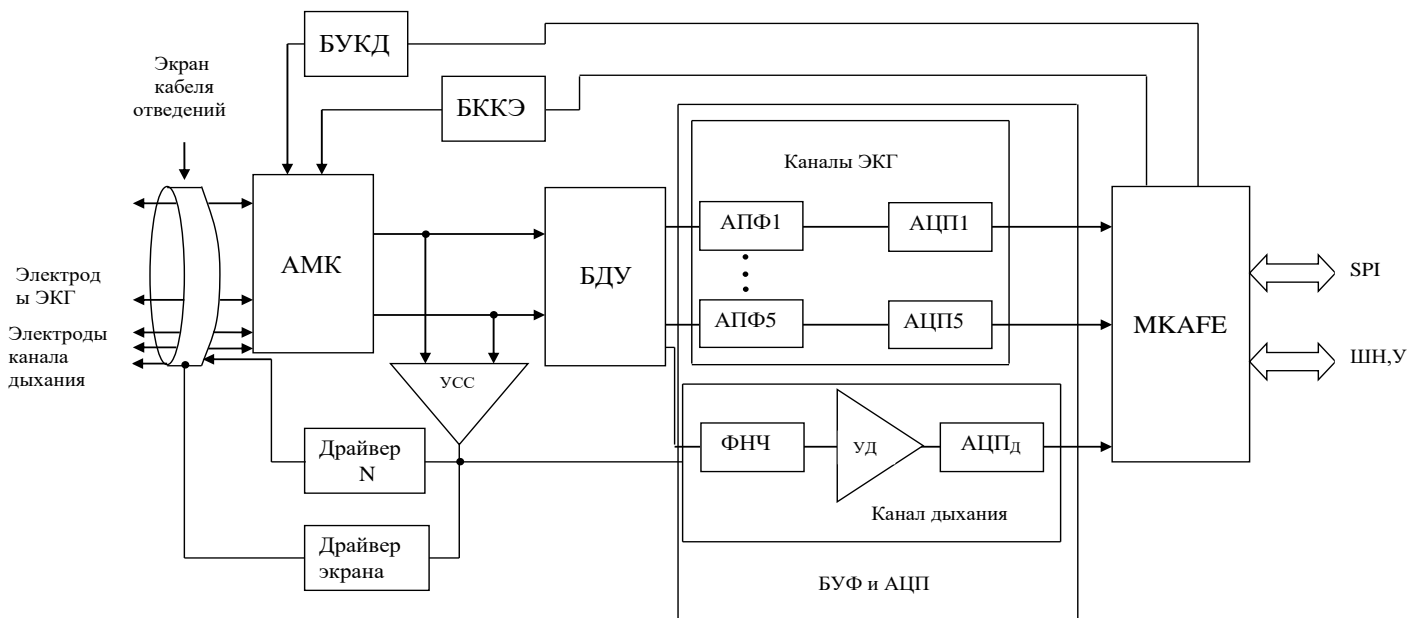 БУКД
Экран
кабеля
отведений
БККЭ
Каналы ЭКГ
АПФ1
АЦП1
АМК
БДУ
Электрод
ы ЭКГ
SPI
АПФ5
АЦП5
MKAFE
Электроды
канала
дыхания
ШН,У
УСС
Драйвер
N
ФНЧ
УД
АЦПД
Канал дыхания
Драйвер
экрана
БУФ и АЦП